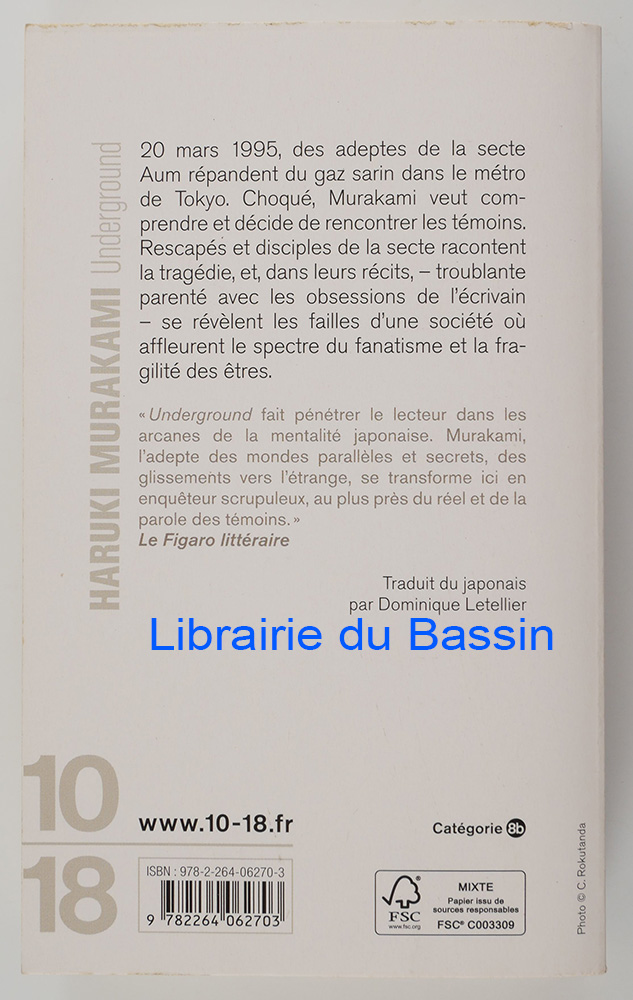 HARUKI MURAKAMI Underground
20 mars 1995, des adeptes de la secte
Aum répandent du gaz sarin dans le métro
de Tokyo. Choqué, Murakami veut com-
prendre et décide de rencontrer les témoins.
Rescapés et disciples de la secte racontent
la tragédie, et, dans leurs récits, – troublante
parenté avec les obsessions de l'écrivain
– se révèlent les failles d'une société où
affleurent le spectre du fanatisme et la fra-
gilité des êtres.
« Underground fait pénétrer le lecteur dans les
arcanes de la mentalité japonaise. Murakami,
l'adepte des mondes parallèles et secrets, des
glissements vers l'étrange, se transforme ici en
enquêteur scrupuleux, au plus près du réel et de la
parole des témoins. »
Le Figaro littéraire
Traduit du japonais
par Dominique Letellier
Librairie du Bassin
10
18
www.10-18.fr
Catégorie 8b
ISBN : 978-2-264-06270-3
9 782264 062703
FSC
www.fsc.org
MIXTE
Papier issu de
sources responsables
FSC® C003309
Photo © C. Rokutanda